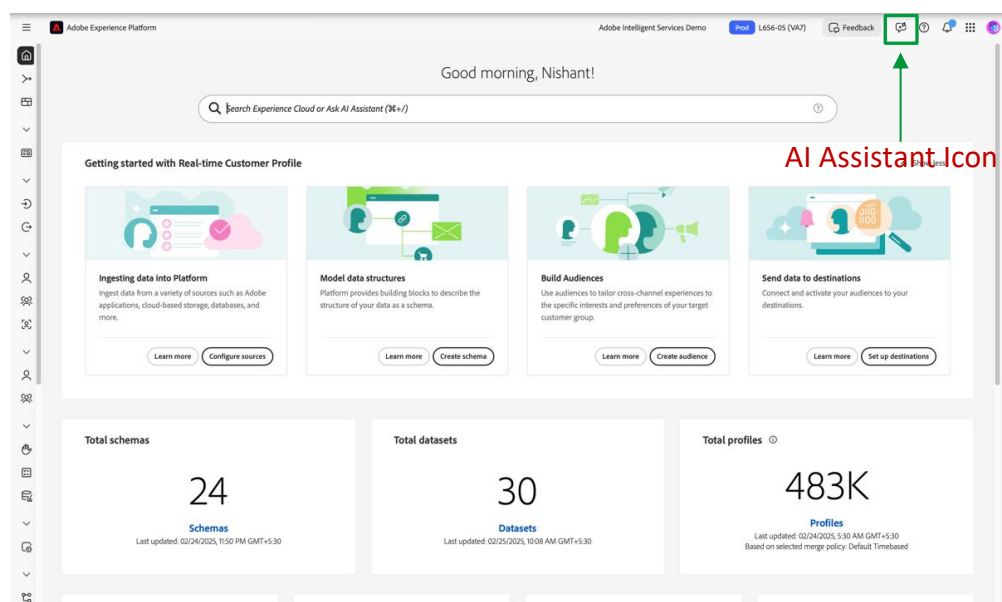 Adobe Experience Platform
Adobe Intelligent Services Demo
Prod
L6S6-05 (VA7)
Feedback
Good morning, Nishant!
Search Experience Cloud or Ask AI Assistant (⌘+/)
AI Assistant Icon
Getting started with Real-time Customer Profile
Ingesting data into Platform
Ingest data from a variety of sources such as Adobe
applications, cloud-based storage, databases, and
more.
Learn more
Configure sources
Model data structures
Platform provides building blocks to describe the
structure of your data as a schema.
Learn more
Create schema
Build Audiences
Use audiences to tailor cross-channel experiences to
the specific interests and preferences of your target
customer group.
Learn more
Create audience
Send data to destinations
Connect and activate your audiences to your
destinations.
Learn more
Set up destinations
Total schemas
24
Schemas
Last updated: 02/24/2025, 11:50 PM GMT+5:30
Total datasets
30
Datasets
Last updated: 02/25/2025, 10:08 AM GMT+5:30
Total profiles
483K
Profiles
Last updated: 02/24/2025, 5:30 AM GMT+5:30
Based on selected merge policy: Default Timebased